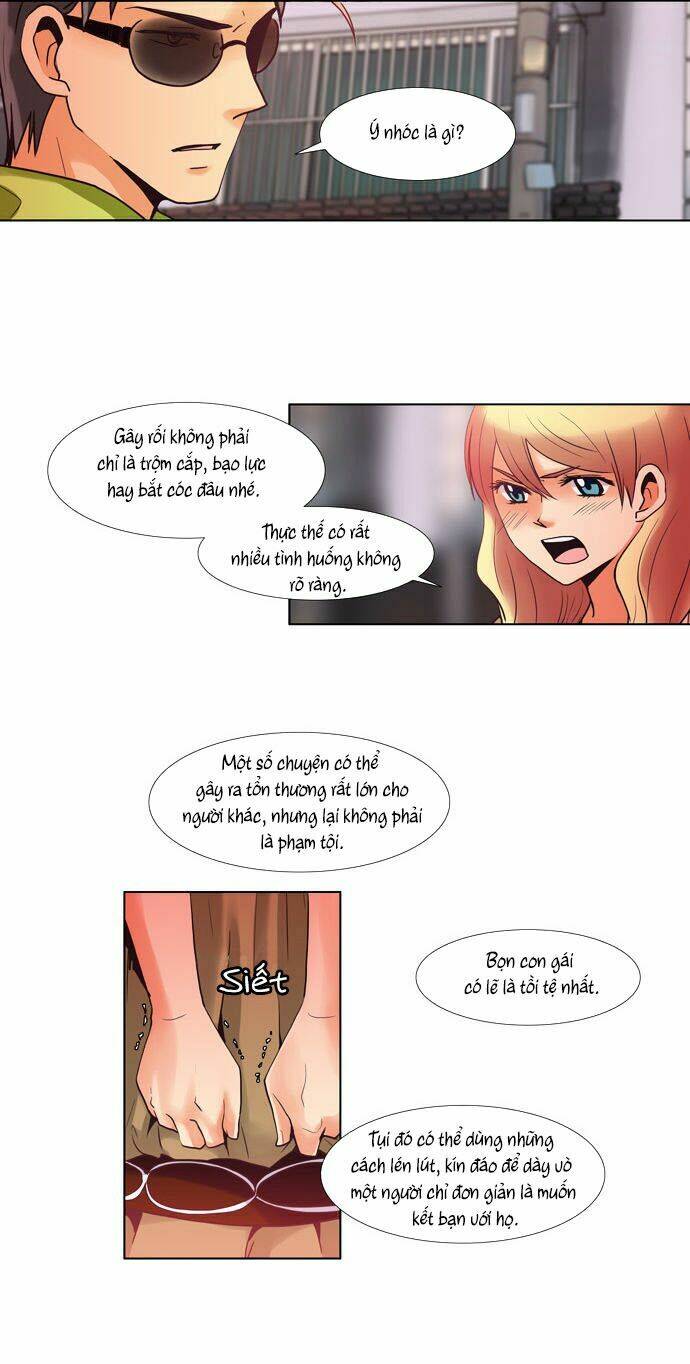 Ý nhóc là gì?
Gây rối không phải
chỉ là trộm cắp, bạo lực
hay bắt cóc đâu nhé.
Thực thế có rất
nhiều tình huống không
rõ ràng.
Một số chuyện có thể
gây ra tổn thương rất lớn cho
người khác, nhưng lại không phải
là phạm tội.
Siết
Bọn con gái
có lẽ là tồi tệ nhất.
Tụi đó có thể dùng những
cách lén lút, kín đáo để dày vò
một người chỉ đơn giản là muốn
kết bạn với họ.